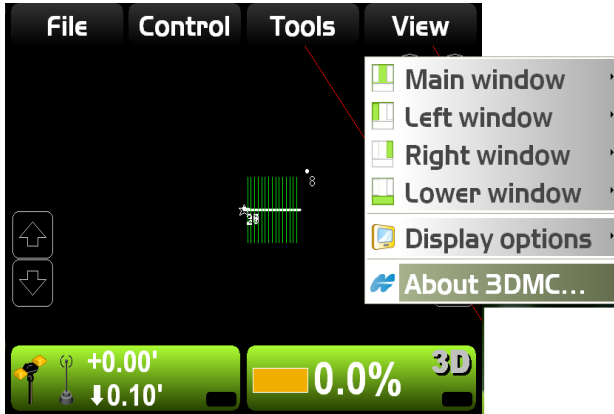 File Control Tools View
Main window
Left window
Right window
Lower window
Display options
About 3DMC...
8
+0.00'
⬇0.10'
0.0%
3D